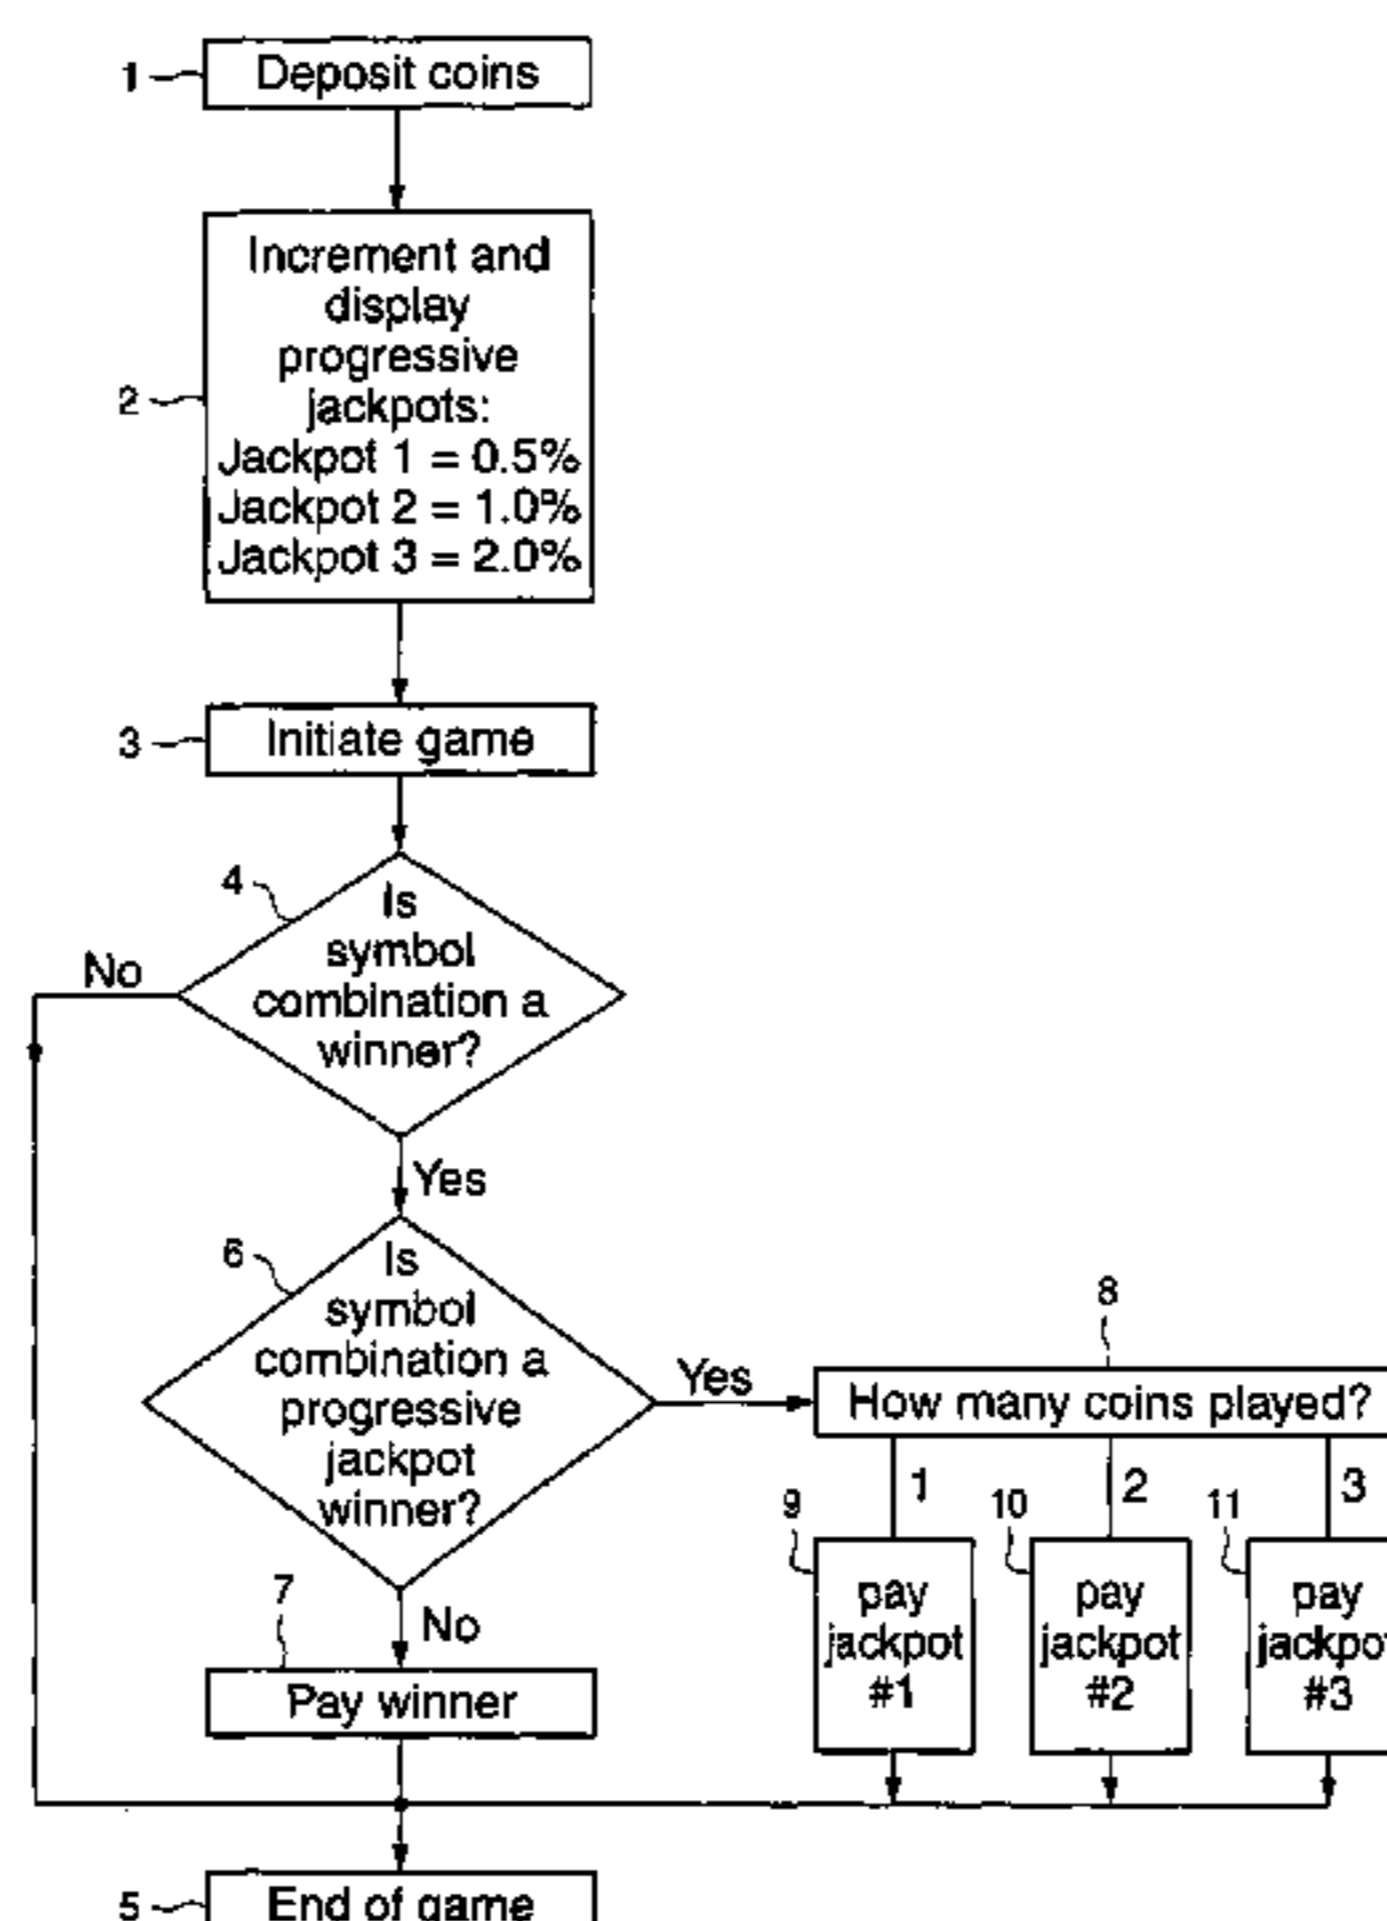 1
Deposit coins
2
Increment and
display
progressive
jackpots:
Jackpot 1 = 0.5%
Jackpot 2 = 1.0%
Jackpot 3 = 2.0%
3
Initiate game
4
Is
symbol
combination a
winner?
No
Yes
6
Is
symbol
combination a
progressive
jackpot
winner?
Yes
8
How many coins played?
1
2
3
9
pay
jackpot
#1
10
pay
jackpot
#2
11
pay
jackpot
#3
No
7
Pay winner
5
End of game